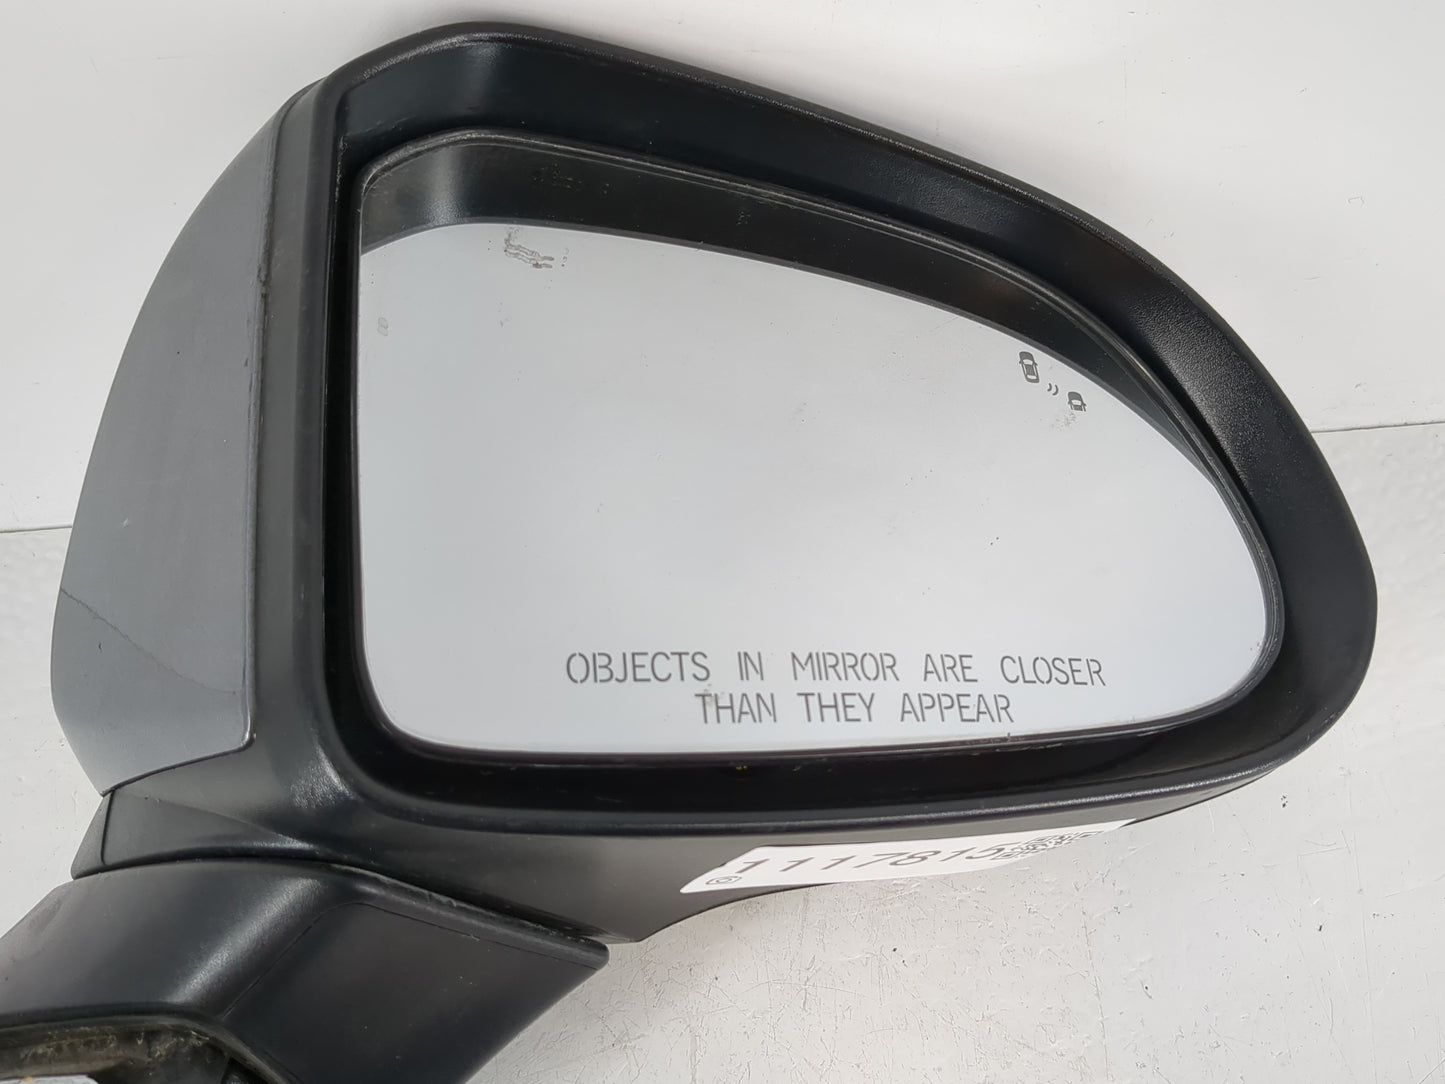 OBJECTS IN MIRROR ARE CLOSER
THAN THEY APPEAR
1117815